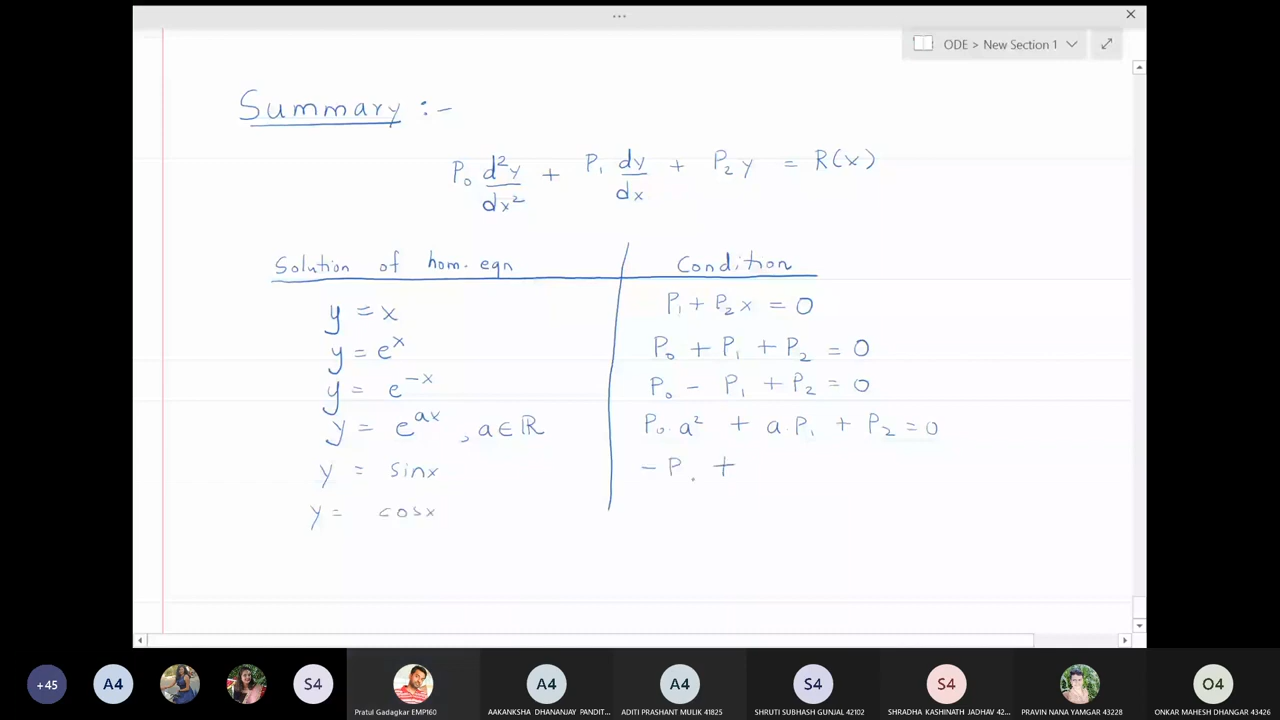 ODE > New Section 1
Summary :-
P₀ d²y/dx² + P₁ dy/dx + P₂ y = R(x)
Solution of hom. eqn Condition
y = x P₁ + P₂ x = 0
y = eˣ P₀ + P₁ + P₂ = 0
y = e⁻ˣ P₀ - P₁ + P₂ = 0
y = eᵃˣ , a ∈ ℝ P₀.a² + a.P₁ + P₂ = 0
y = sinx - P. +
y = cosx
+45 A4 S4 A4 A4 S4 S4 O4
Pratul Gadagkar EMP160 AAKANKSHA DHANANJAY PANDIT... ADITI PRASHANT MULIK 41825 SHRUTI SUBHASH GUNJAL 42102 SHRADHA KASHINATH JADHAV 42... PRAVIN NANA YAMGAR 43228 ONKAR MAHESH DHANGAR 43426